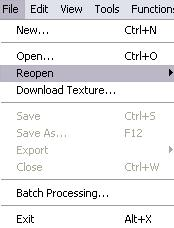 File Edit View Tools Functions
New... Ctrl+N
Open... Ctrl+O
Reopen
Download Texture...
Save Ctrl+S
Save As... F12
Export
Close Ctrl+W
Batch Processing...
Exit Alt+X